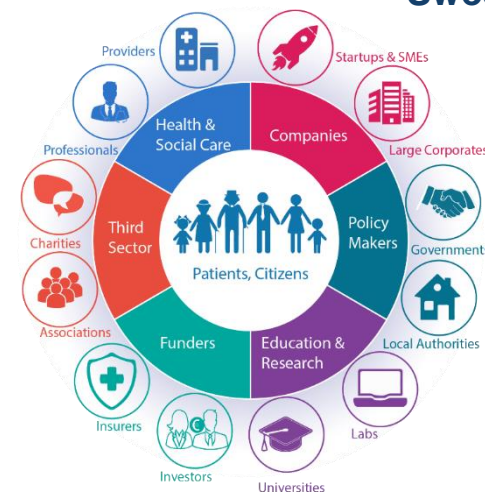 Providers
Startups & SMEs
Professionals
Health &
Social Care
Companies
Large Corporates
Charities
Third
Sector
Policy
Makers
Governments
Patients, Citizens
Associations
Local Authorities
Funders
Education &
Research
Insurers
Labs
Investors
Universities